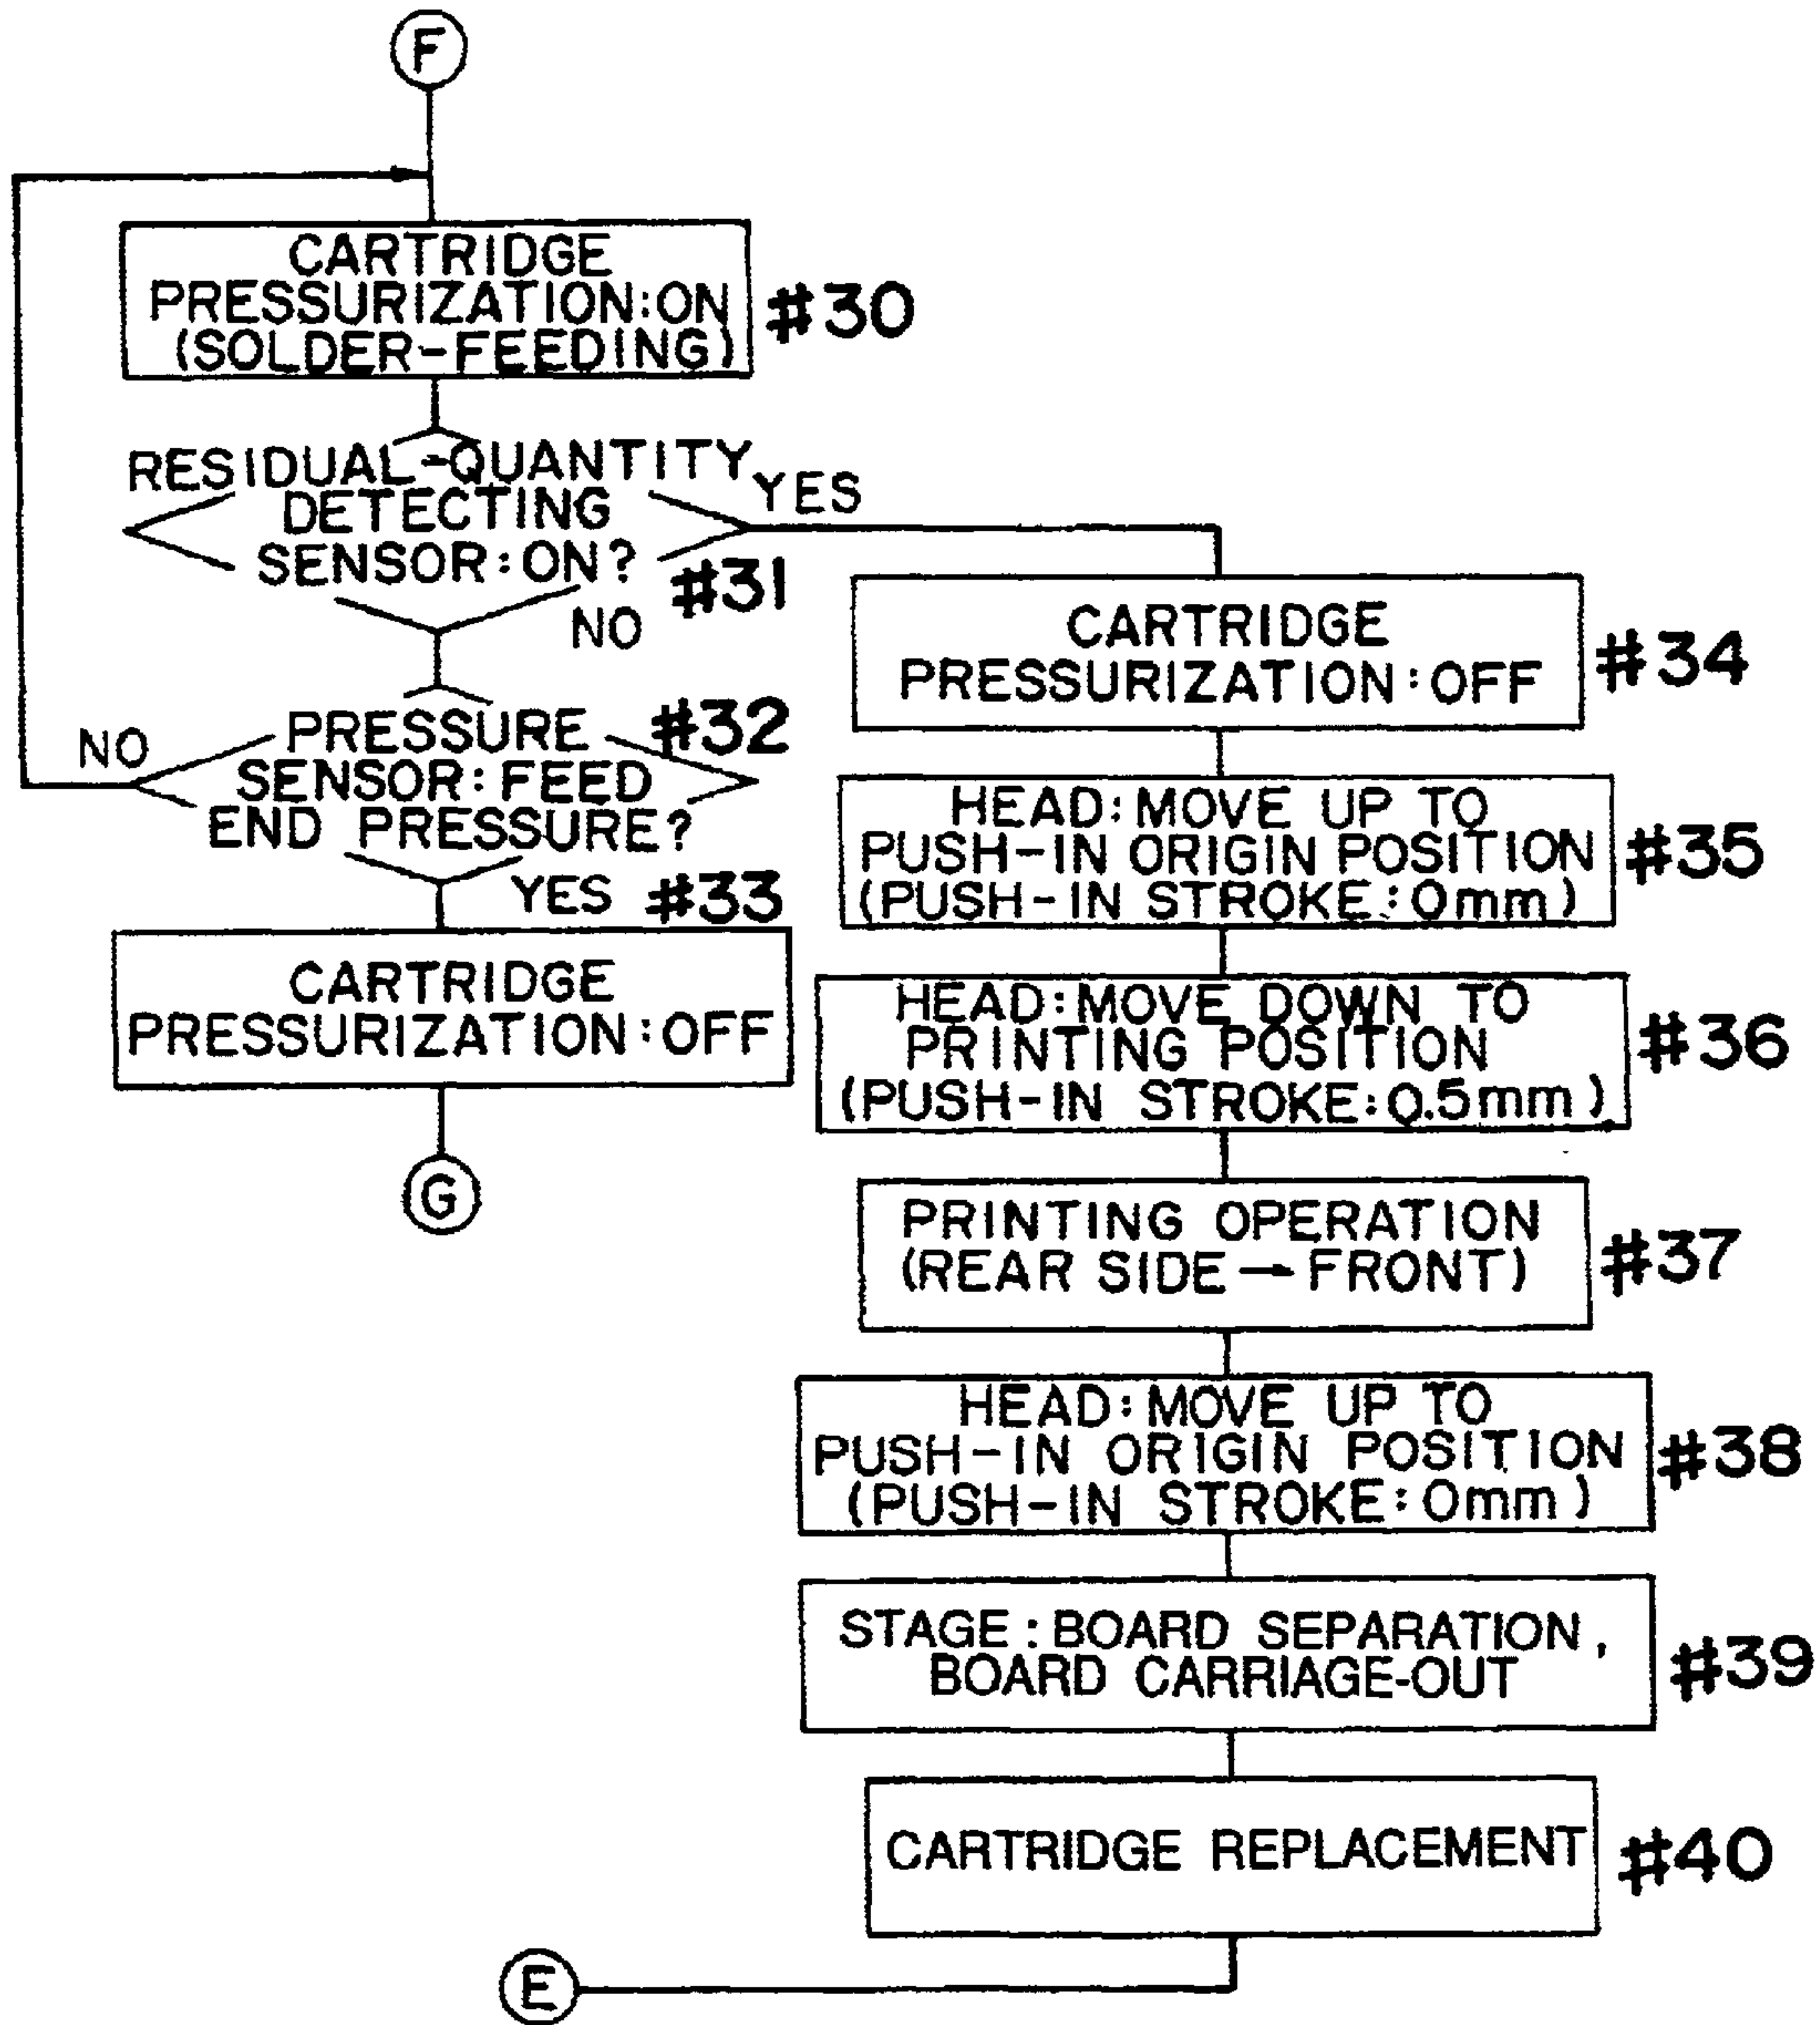 F
CARTRIDGE
PRESSURIZATION:ON
(SOLDER-FEEDING)
#30
RESIDUAL-QUANTITY
DETECTING
SENSOR:ON?
YES
#31
NO
PRESSURE
SENSOR:FEED
END PRESSURE?
#32
NO
YES
#33
CARTRIDGE
PRESSURIZATION:OFF
G
CARTRIDGE
PRESSURIZATION:OFF
#34
HEAD:MOVE UP TO
PUSH-IN ORIGIN POSITION
(PUSH-IN STROKE:0mm)
#35
HEAD:MOVE DOWN TO
PRINTING POSITION
(PUSH-IN STROKE:0.5mm)
#36
PRINTING OPERATION
(REAR SIDE→FRONT)
#37
HEAD:MOVE UP TO
PUSH-IN ORIGIN POSITION
(PUSH-IN STROKE:0mm)
#38
STAGE:BOARD SEPARATION,
BOARD CARRIAGE-OUT
#39
CARTRIDGE REPLACEMENT
#40
E